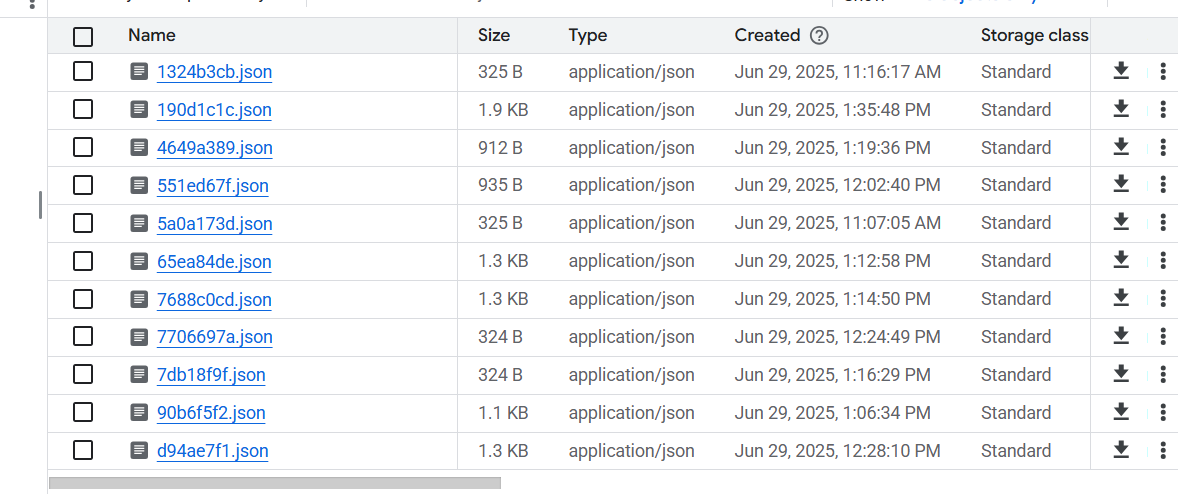 Name Size Type Created Storage class
1324b3cb.json 325 B application/json Jun 29, 2025, 11:16:17 AM Standard
190d1c1c.json 1.9 KB application/json Jun 29, 2025, 1:35:48 PM Standard
4649a389.json 912 B application/json Jun 29, 2025, 1:19:36 PM Standard
551ed67f.json 935 B application/json Jun 29, 2025, 12:02:40 PM Standard
5a0a173d.json 325 B application/json Jun 29, 2025, 11:07:05 AM Standard
65ea84de.json 1.3 KB application/json Jun 29, 2025, 1:12:58 PM Standard
7688c0cd.json 1.3 KB application/json Jun 29, 2025, 1:14:50 PM Standard
7706697a.json 324 B application/json Jun 29, 2025, 12:24:49 PM Standard
7db18f9f.json 324 B application/json Jun 29, 2025, 1:16:29 PM Standard
90b6f5f2.json 1.1 KB application/json Jun 29, 2025, 1:06:34 PM Standard
d94ae7f1.json 1.3 KB application/json Jun 29, 2025, 12:28:10 PM Standard